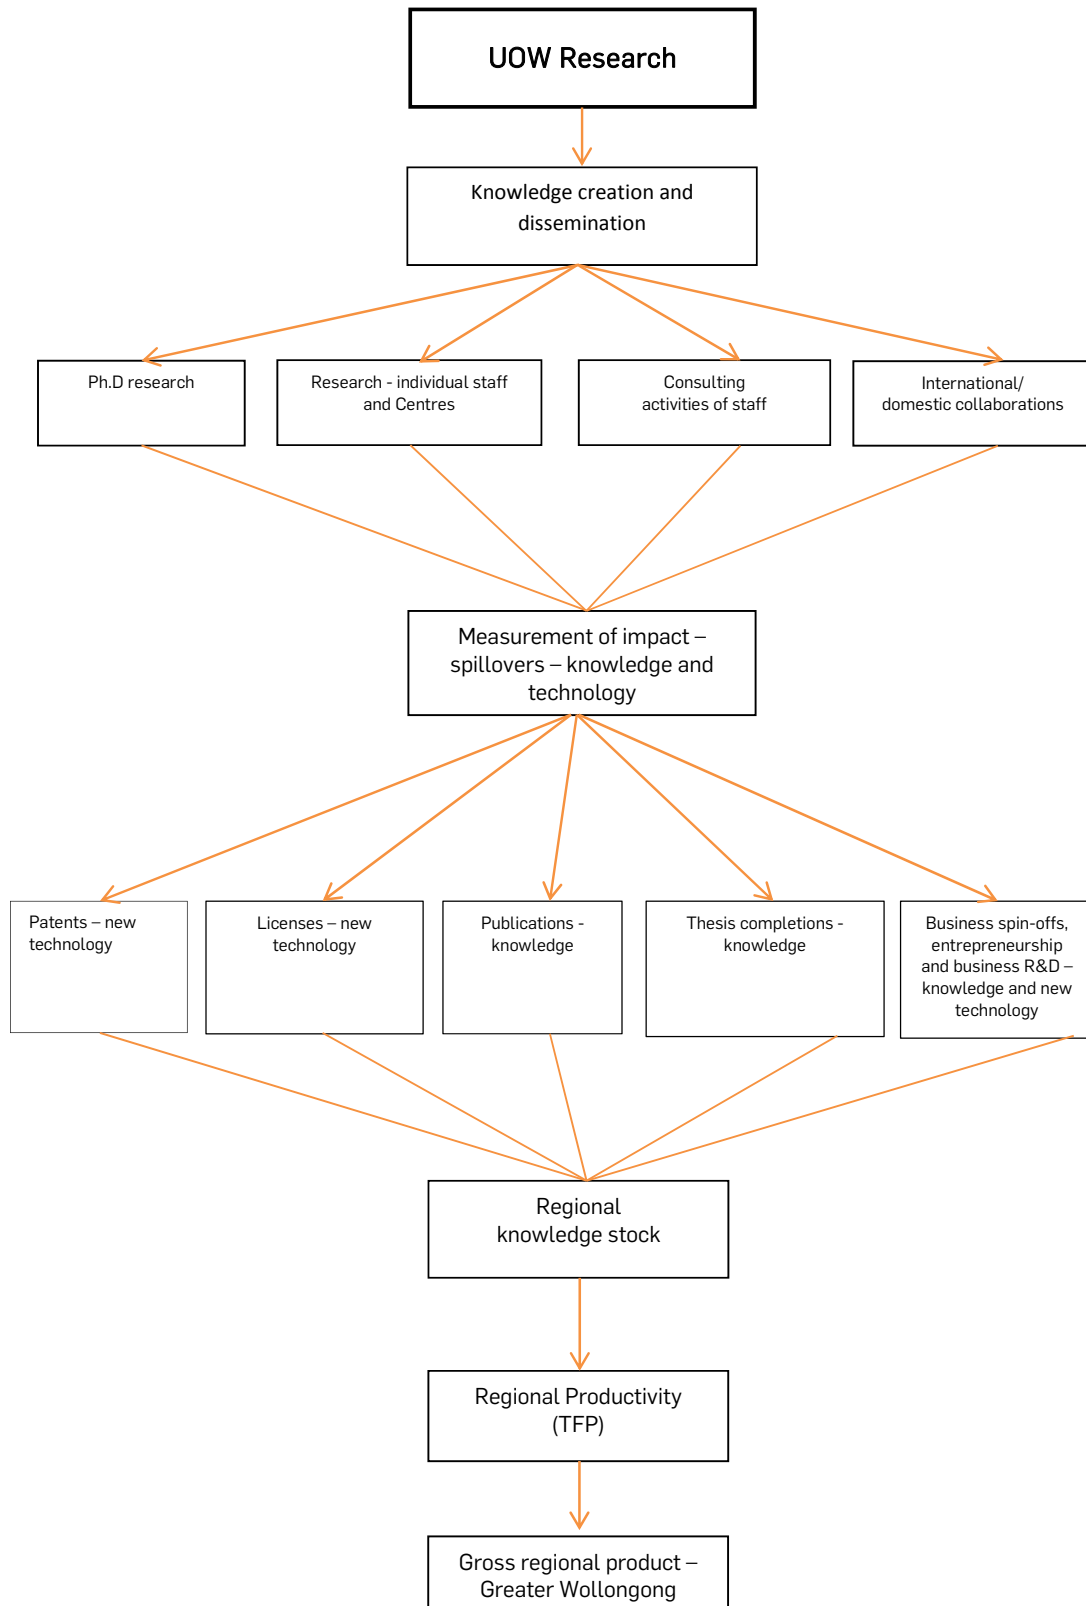 UOW Research
Knowledge creation and
dissemination
Ph.D research
Research - individual staff
and Centres
Consulting
activities of staff
International/
domestic collaborations
Measurement of impact –
spillovers – knowledge and
technology
Patents – new
technology
Licenses – new
technology
Publications -
knowledge
Thesis completions -
knowledge
Business spin-offs,
entrepreneurship
and business R&D –
knowledge and new
technology
Regional
knowledge stock
Regional Productivity
(TFP)
Gross regional product –
Greater Wollongong